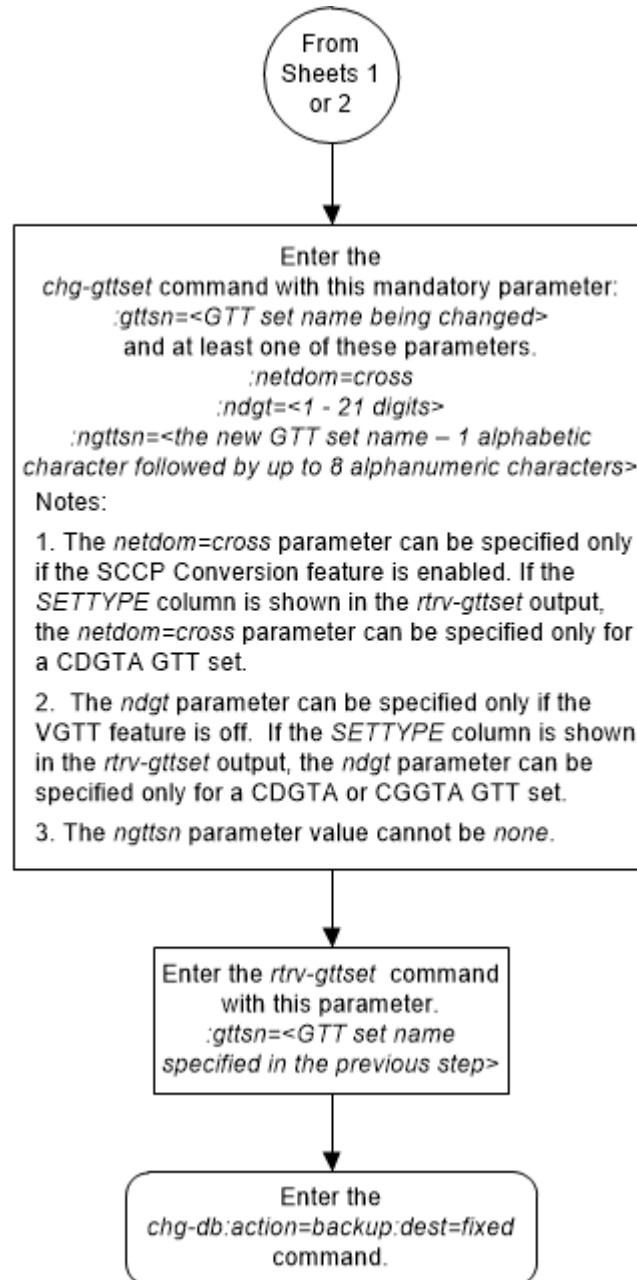 From
Sheets 1
or 2
Enter the
chg-gttset command with this mandatory parameter:
:gttsn=<GTT set name being changed>
and at least one of these parameters.
:netdom=cross
:ndgt=<1 - 21 digits>
:ngttsn=<the new GTT set name – 1 alphabetic
character followed by up to 8 alphanumeric characters>
Notes:
1. The netdom=cross parameter can be specified only
if the SCCP Conversion feature is enabled. If the
SETTYPE column is shown in the rtrv-gttset output,
the netdom=cross parameter can be specified only for
a CDGTA GTT set.
2. The ndgt parameter can be specified only if the
VGTT feature is off. If the SETTYPE column is shown
in the rtrv-gttset output, the ndgt parameter can be
specified only for a CDGTA or CGGTA GTT set.
3. The ngttsn parameter value cannot be none.
Enter the rtrv-gttset command
with this parameter.
:gttsn=<GTT set name
specified in the previous step>
Enter the
chg-db:action=backup:dest=fixed
command.